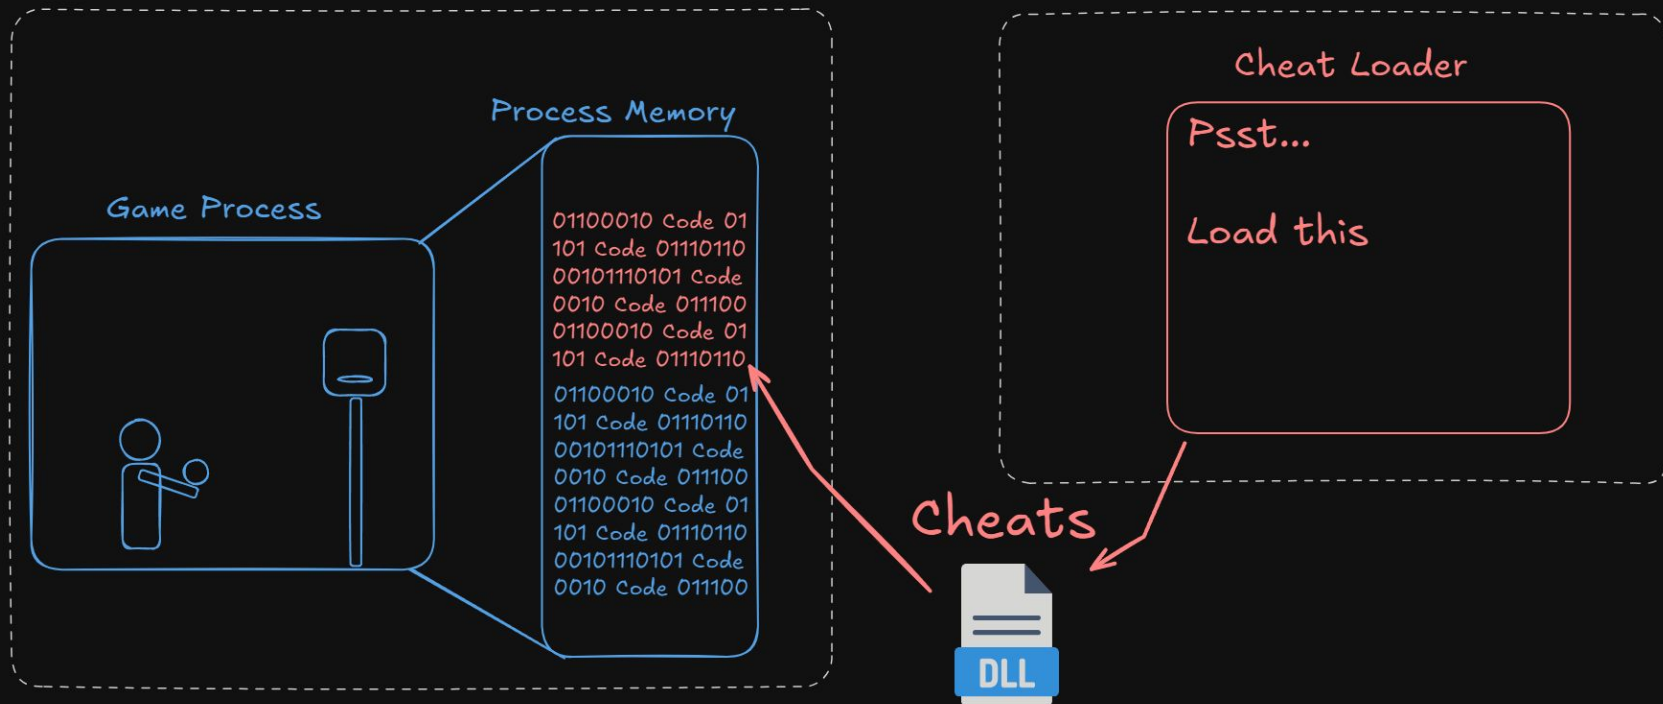 Process Memory
Game Process
01100010 Code 01
101 Code 01110110
00101110101 Code
0010 Code 011100
01100010 Code 01
101 Code 01110110
01100010 Code 01
101 Code 01110110
00101110101 Code
0010 Code 011100
01100010 Code 01
101 Code 01110110
00101110101 Code
0010 Code 011100
Cheat Loader
Psst...
Load this
Cheats
DLL